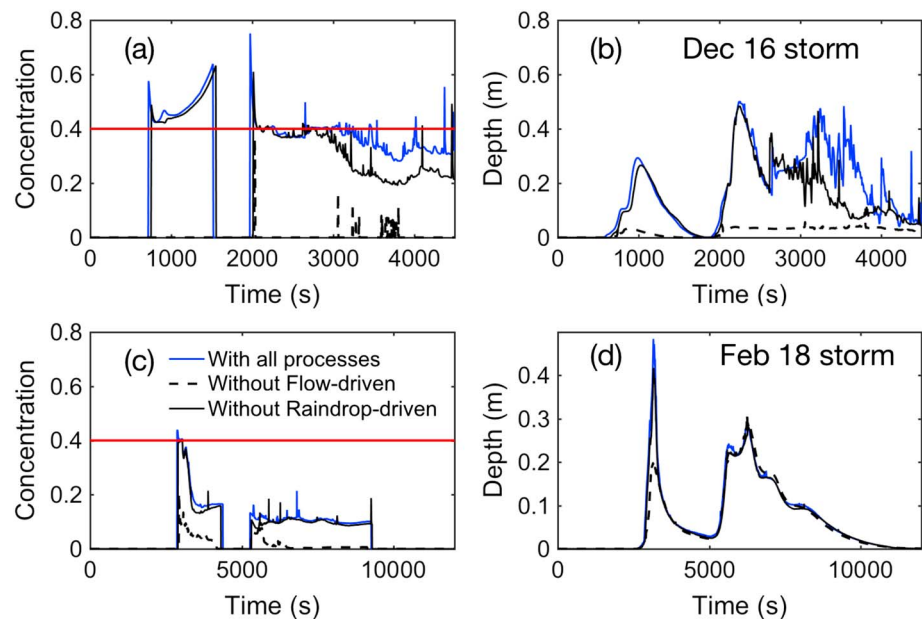 (a)
Concentration
0.8
0.6
0.4
0.2
0
0 1000 2000 3000 4000
Time (s)
(b) Dec 16 storm
Depth (m)
0.8
0.6
0.4
0.2
0
0 1000 2000 3000 4000
Time (s)
(c)
With all processes
Without Flow-driven
Without Raindrop-driven
Concentration
0.8
0.6
0.4
0.2
0
0 5000 10000
Time (s)
(d) Feb 18 storm
Depth (m)
0.4
0.3
0.2
0.1
0
0 5000 10000
Time (s)